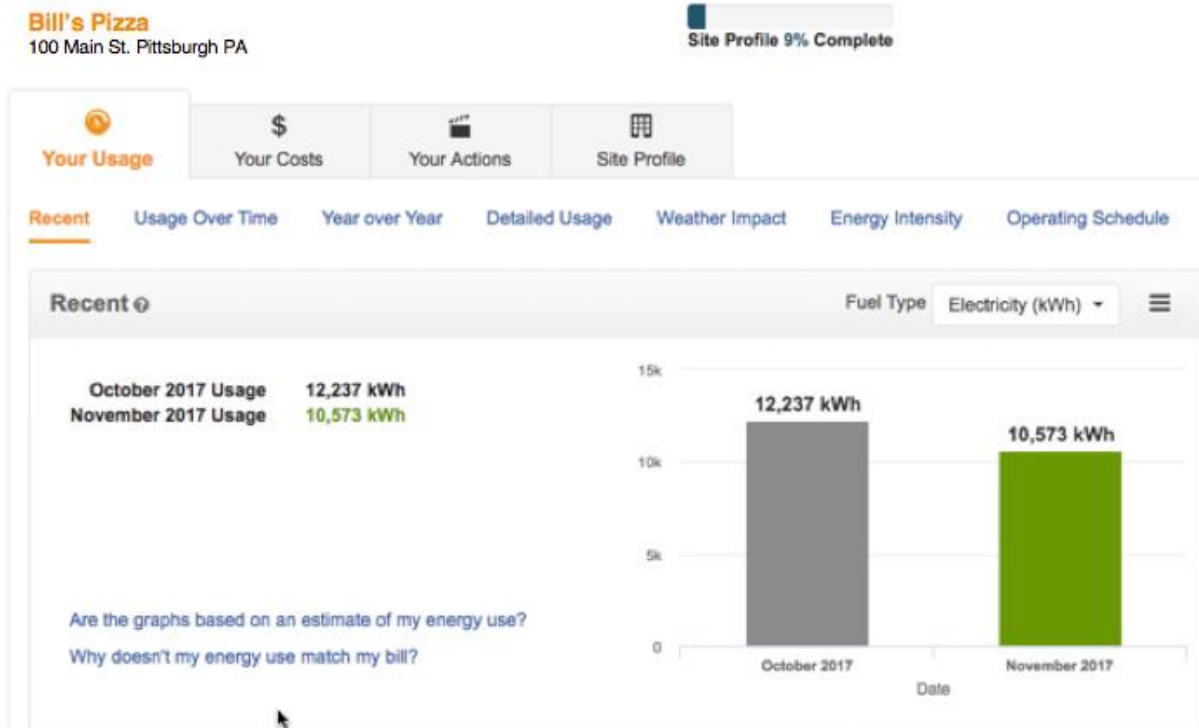 Bill's Pizza
100 Main St. Pittsburgh PA
Site Profile 9% Complete
Your Usage
$
Your Costs
Your Actions
Site Profile
Recent Usage Over Time Year over Year Detailed Usage Weather Impact Energy Intensity Operating Schedule
Recent ?
Fuel Type Electricity (kWh)
October 2017 Usage 12,237 kWh
November 2017 Usage 10,573 kWh
Are the graphs based on an estimate of my energy use?
Why doesn't my energy use match my bill?
15k
10k
5k
0
12,237 kWh
10,573 kWh
October 2017
November 2017
Date